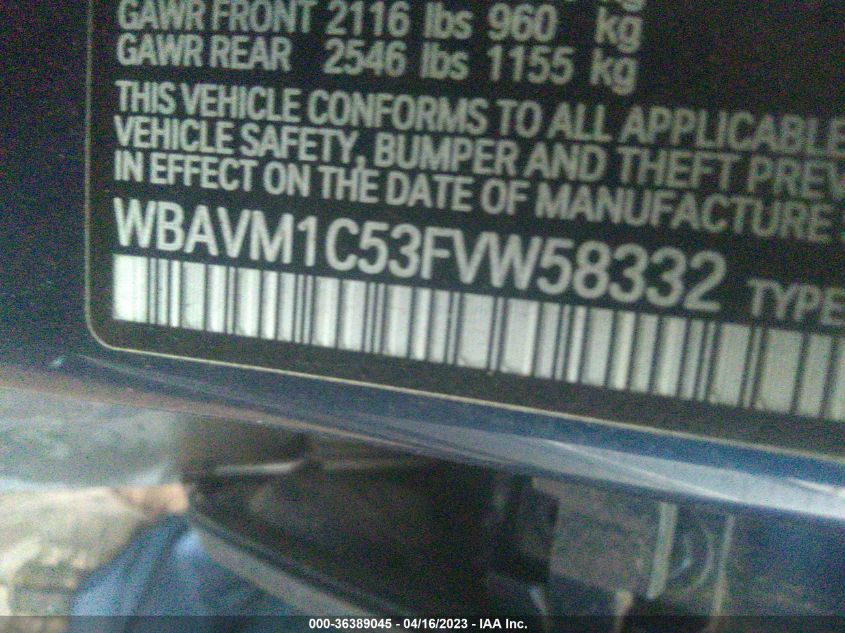 GAWR FRONT 2116 lbs 960 kg
GAWR REAR 2546 lbs 1155 kg
THIS VEHICLE CONFORMS TO ALL APPLICABLE
VEHICLE SAFETY, BUMPER AND THEFT PREV
IN EFFECT ON THE DATE OF MANUFACTURE
WBAVM1C53FVW58332 TYPE
000-36389045 - 04/16/2023 - IAA Inc.